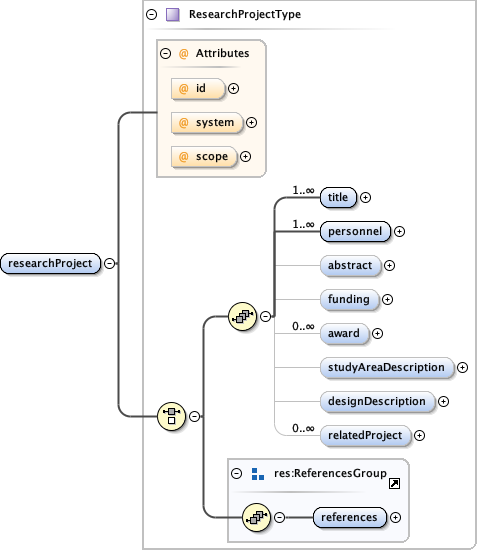 ResearchProjectType
@ Attributes
@ id
@ system
@ scope
1..∞
title
1..∞
personnel
researchProject
abstract
funding
0..∞
award
studyAreaDescription
designDescription
0..∞
relatedProject
res:ReferencesGroup
references